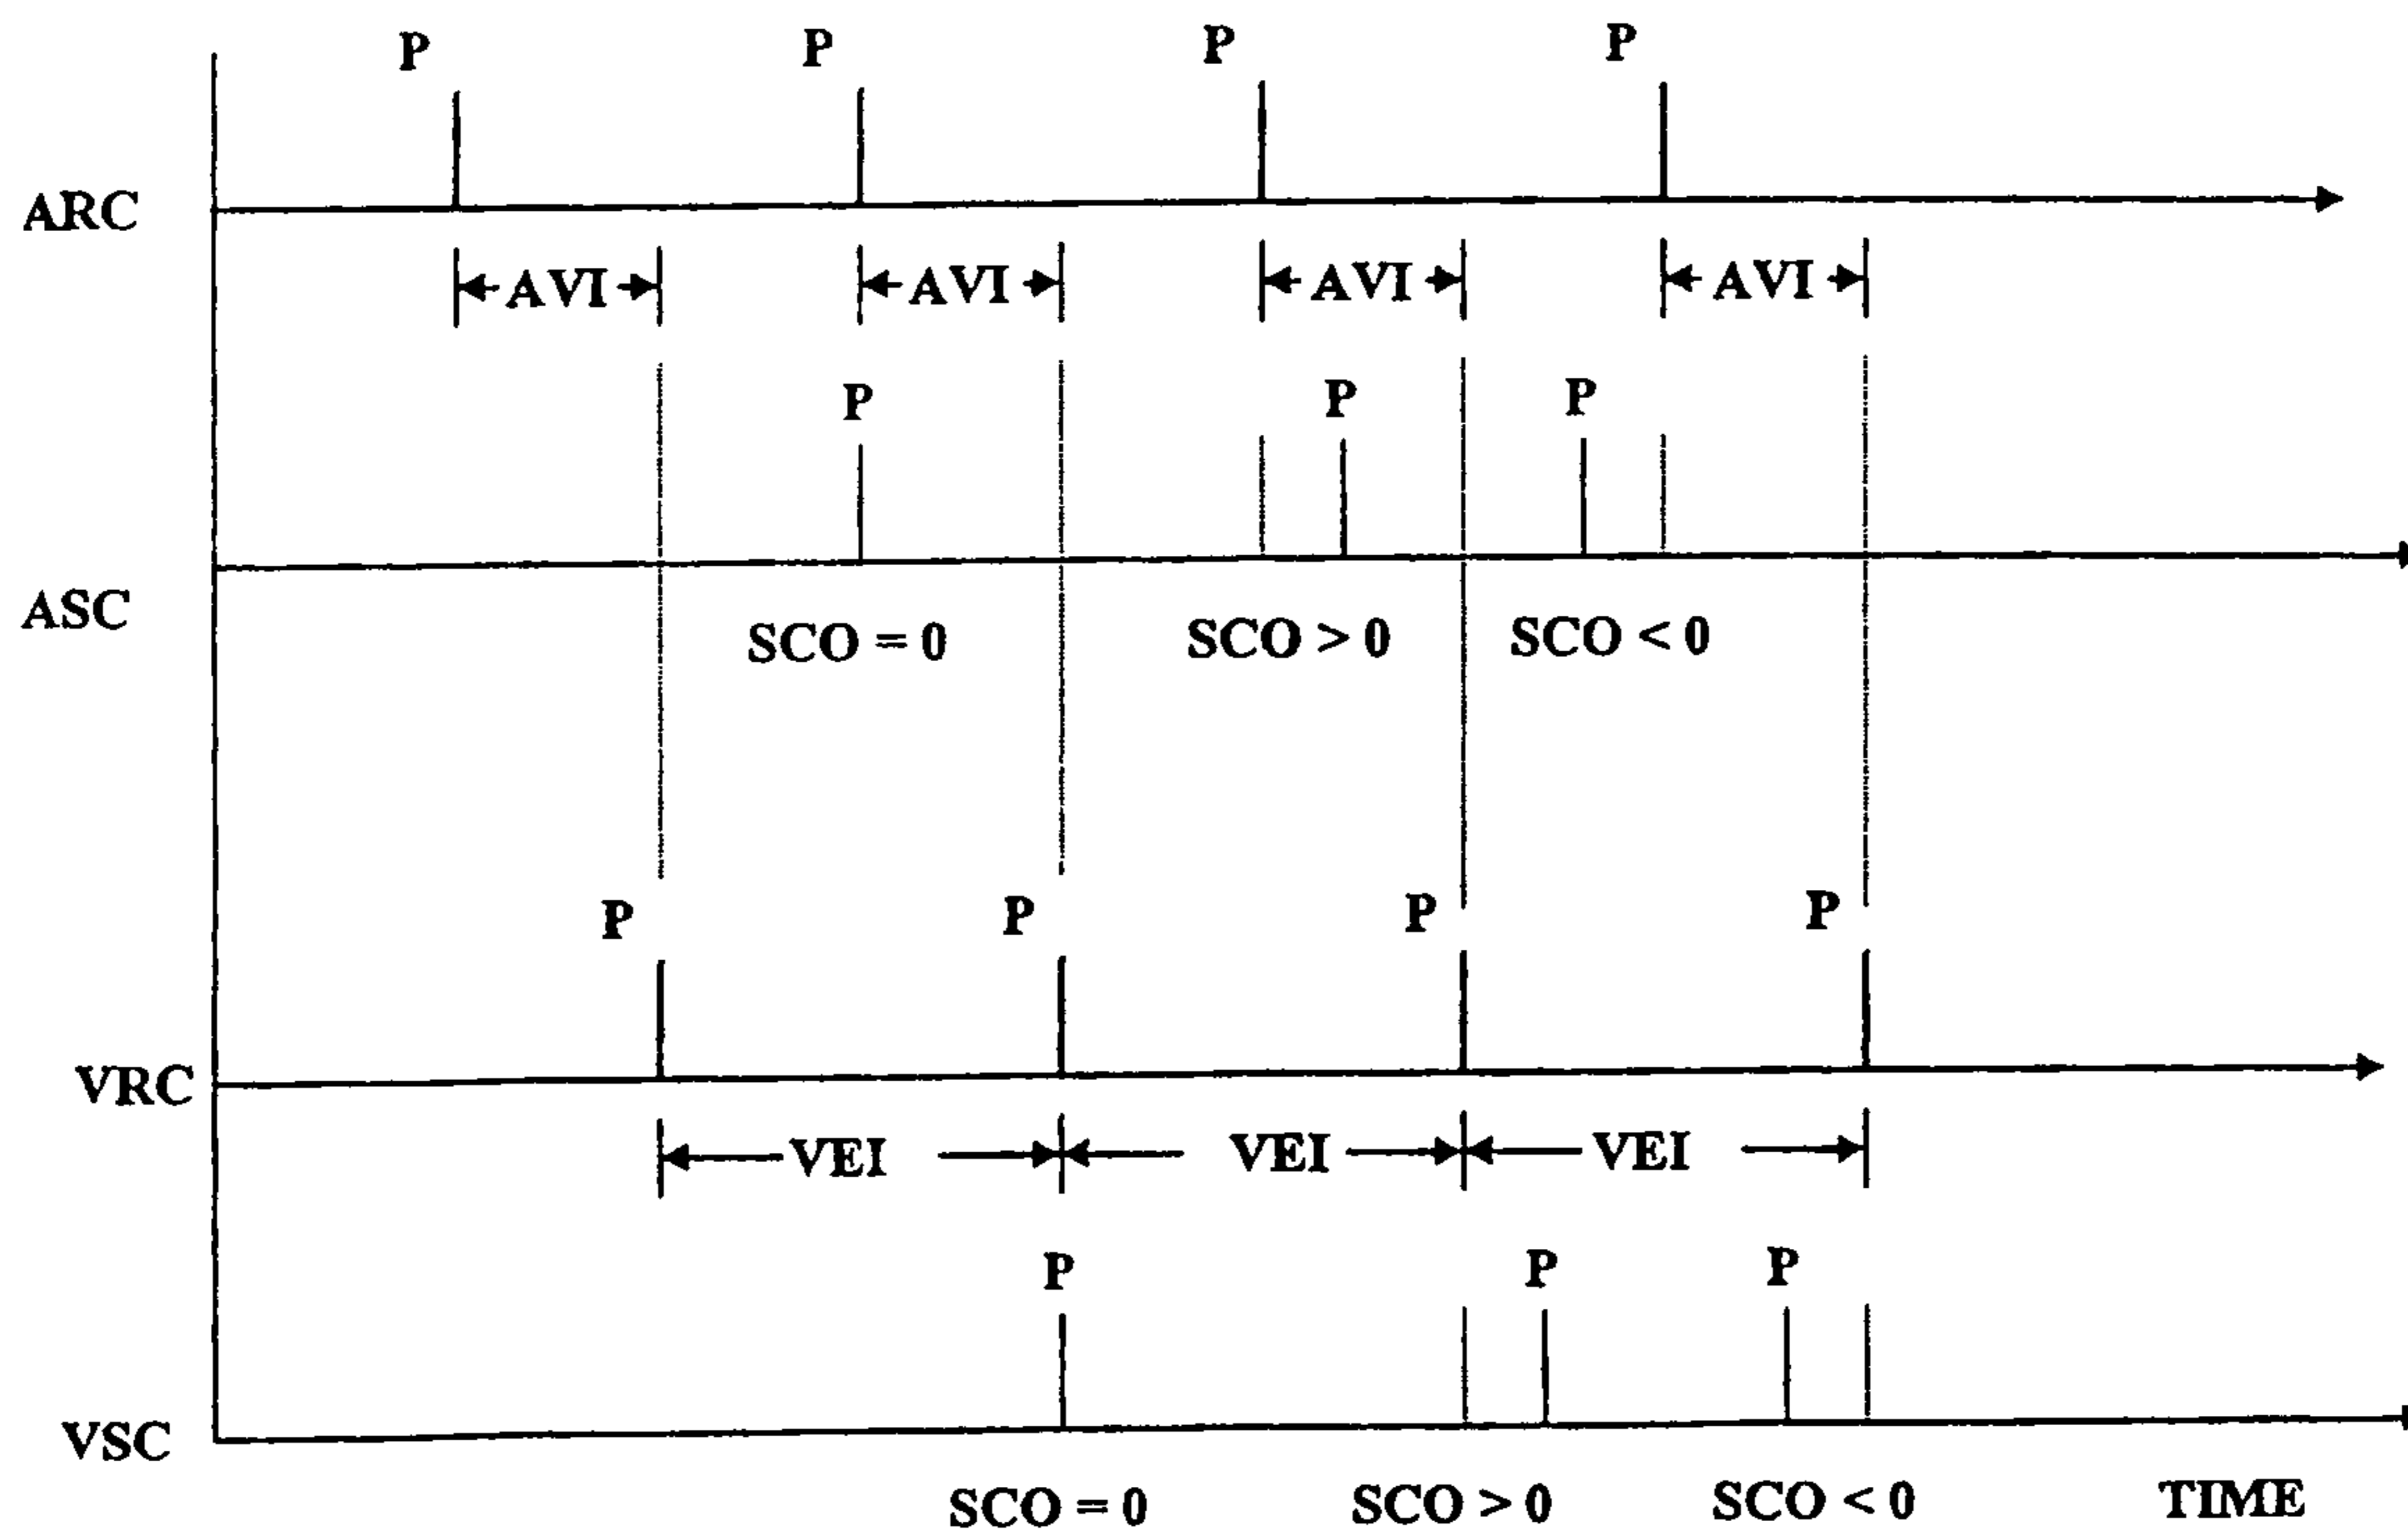 P P P P
ARC
AVI AVI AVI AVI
P P P
ASC
SCO = 0 SCO > 0 SCO < 0
P P P P
VRC
VEI VEI VEI
P P P
VSC
SCO = 0 SCO > 0 SCO < 0 TIME